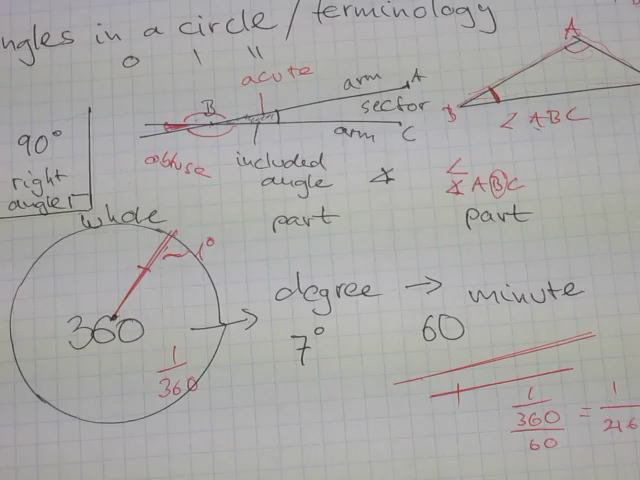 ngles in a circle / terminology
° ' "
acute
arm A
B
sector
arm C
obtuse
included
angle
∡
90°
right
angle
A
B
∠ ABC
∠
∡ ABC
whole
part
part
1°
360
1/360
degree → minute
7°
60
1/360/60 = 1/216